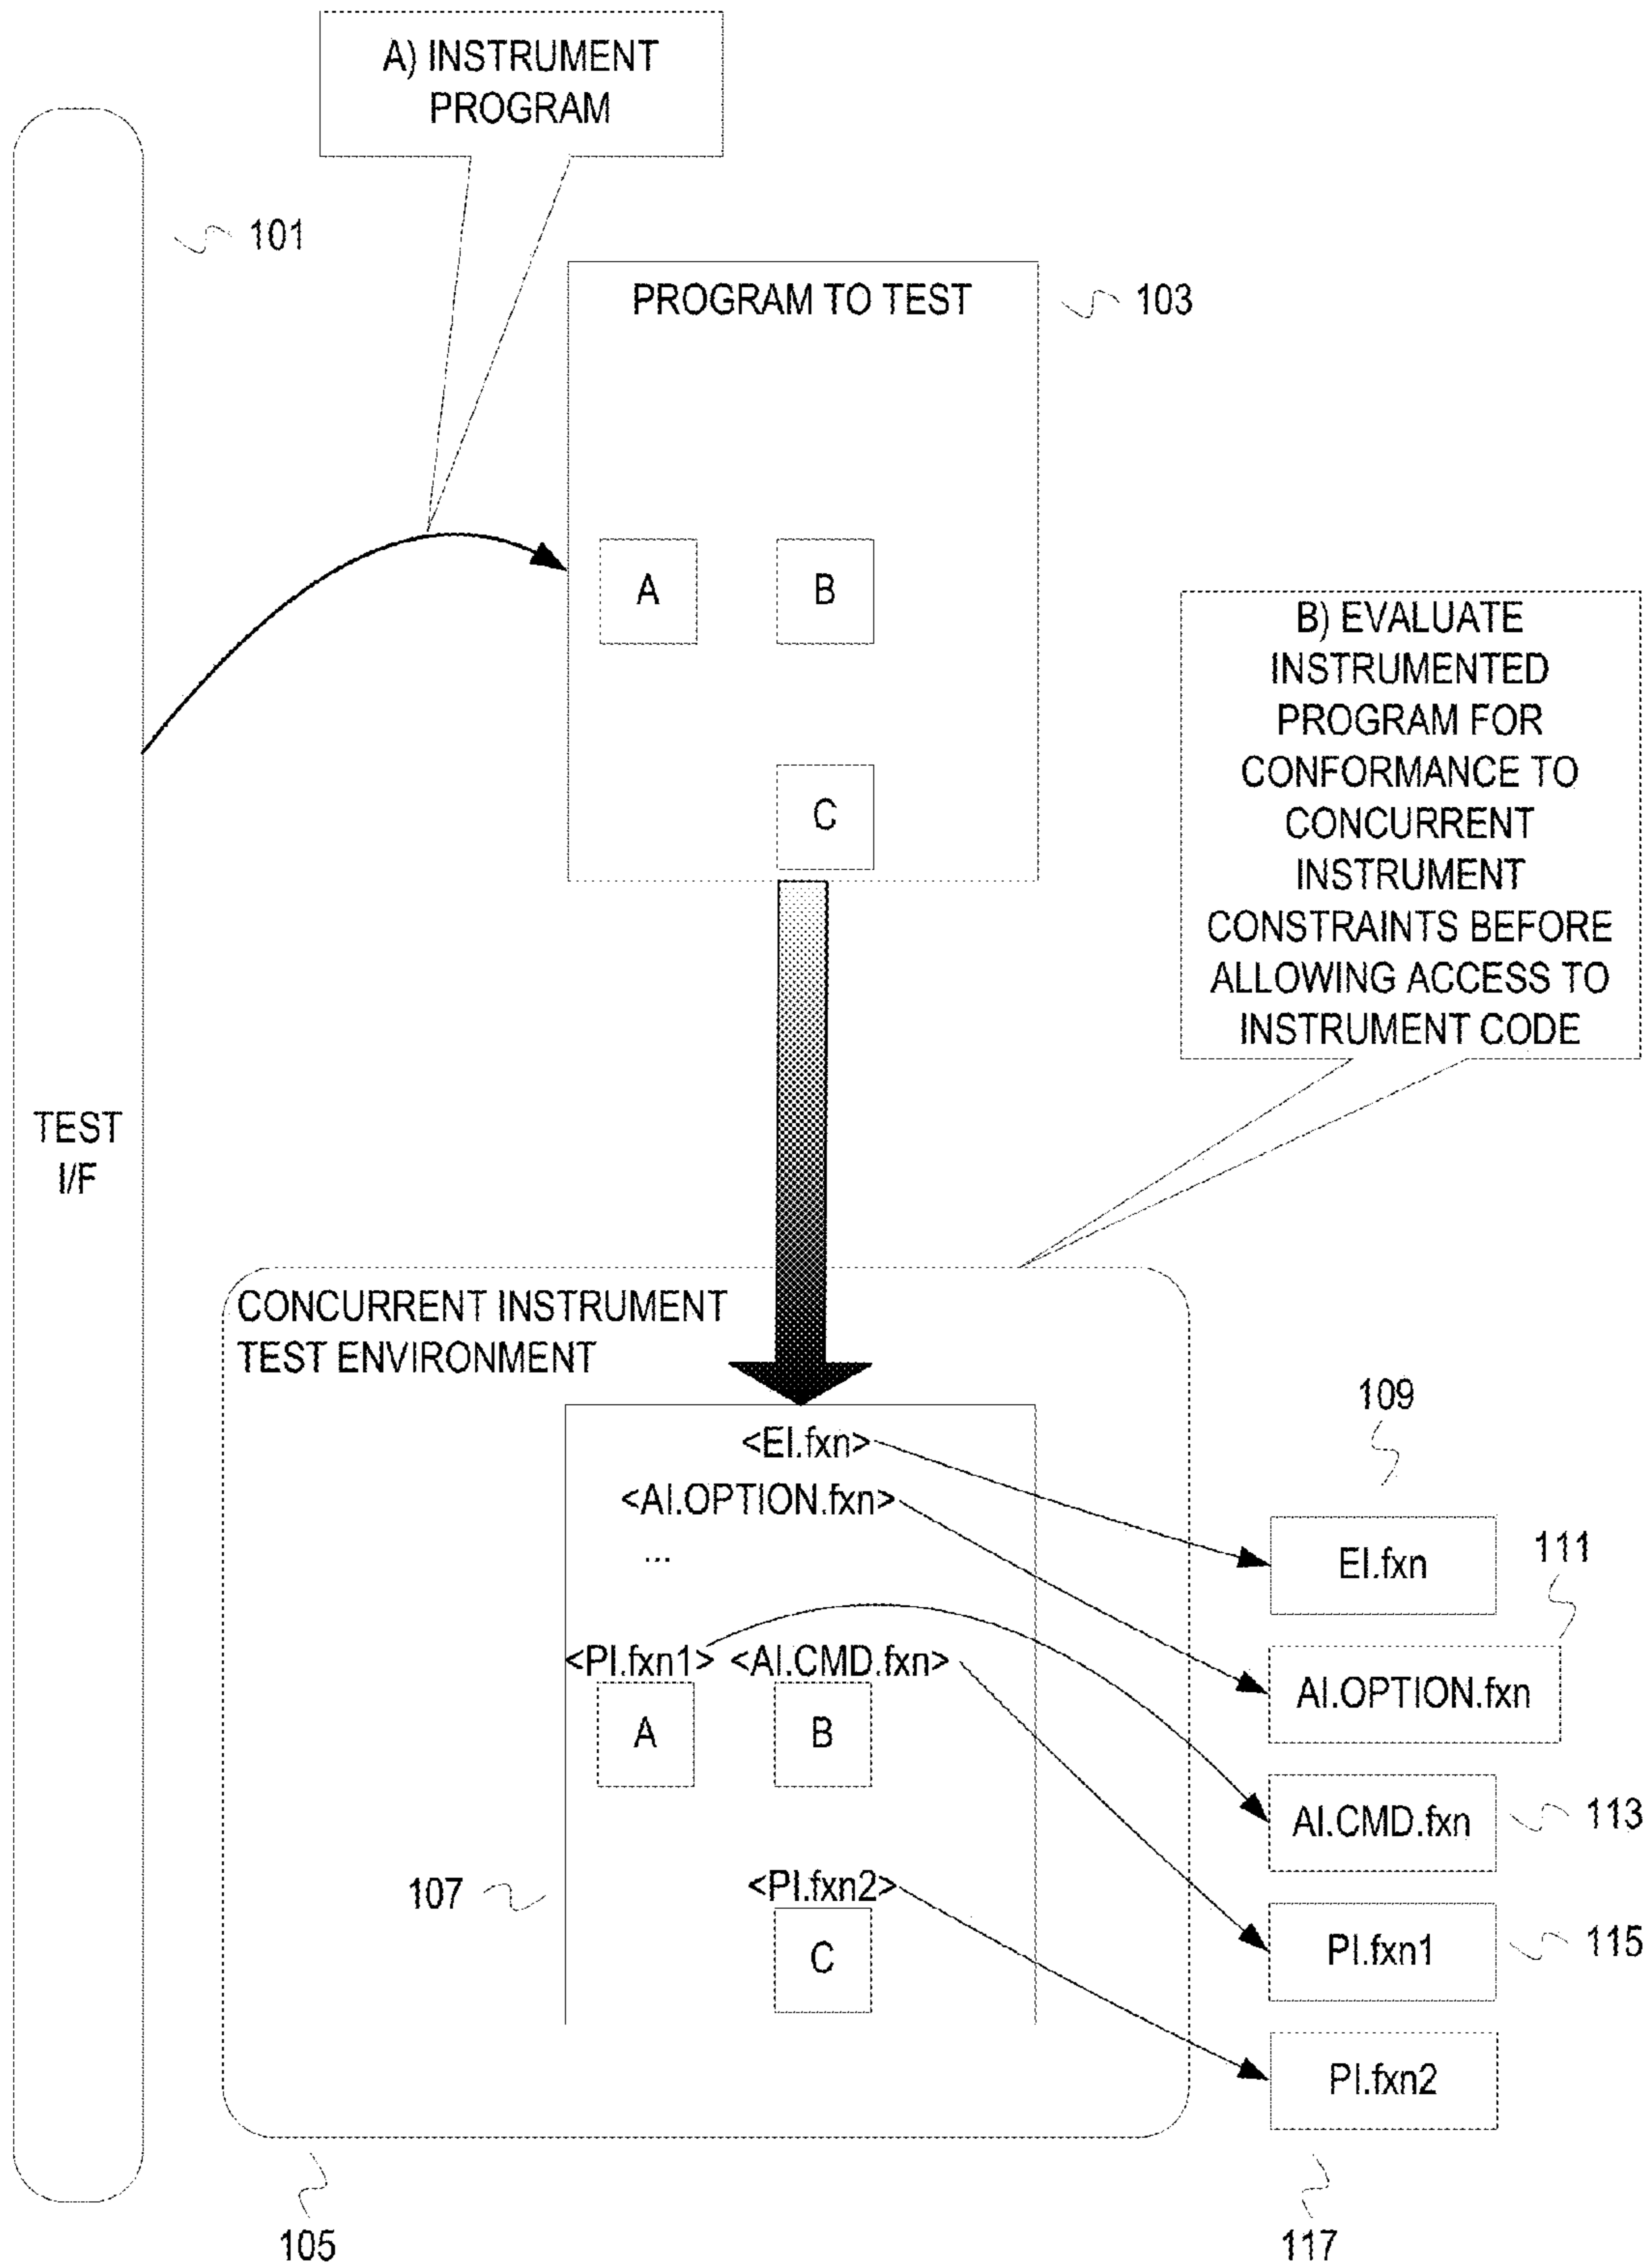 A) INSTRUMENT
PROGRAM
101
PROGRAM TO TEST
103
A
B
C
B) EVALUATE
INSTRUMENTED
PROGRAM FOR
CONFORMANCE TO
CONCURRENT
INSTRUMENT
CONSTRAINTS BEFORE
ALLOWING ACCESS TO
INSTRUMENT CODE
TEST
I/F
CONCURRENT INSTRUMENT
TEST ENVIRONMENT
<EI.fxn>
<AI.OPTION.fxn>
...
<PI.fxn1>
<AI.CMD.fxn>
A
B
107
<PI.fxn2>
C
109
EI.fxn
111
AI.OPTION.fxn
AI.CMD.fxn
113
PI.fxn1
115
PI.fxn2
105
117